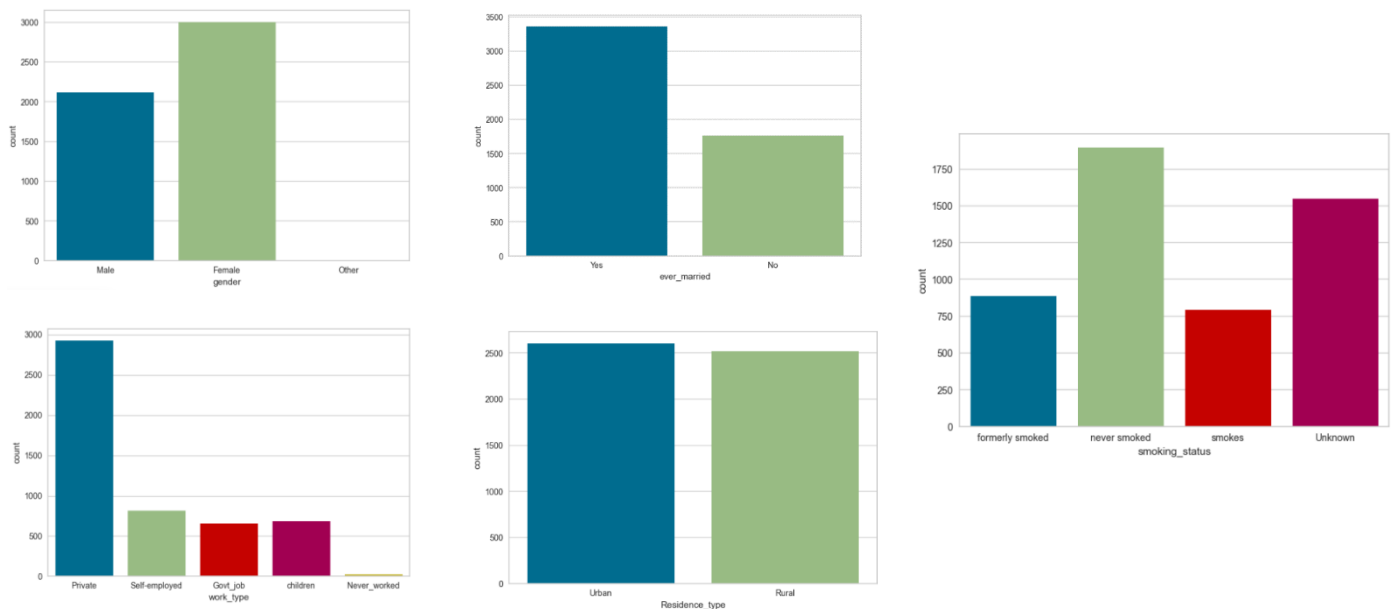 3000
2500
2000
1500
1000
500
0
count
Male Female Other
gender
3500
3000
2500
2000
1500
1000
500
0
count
Yes No
ever_married
3000
2500
2000
1500
1000
500
0
count
Private Self-employed Govt_job children Never_worked
work_type
2500
2000
1500
1000
500
0
count
Urban Rural
Residence_type
1750
1500
1250
1000
750
500
250
0
count
formerly smoked never smoked smokes Unknown
smoking_status